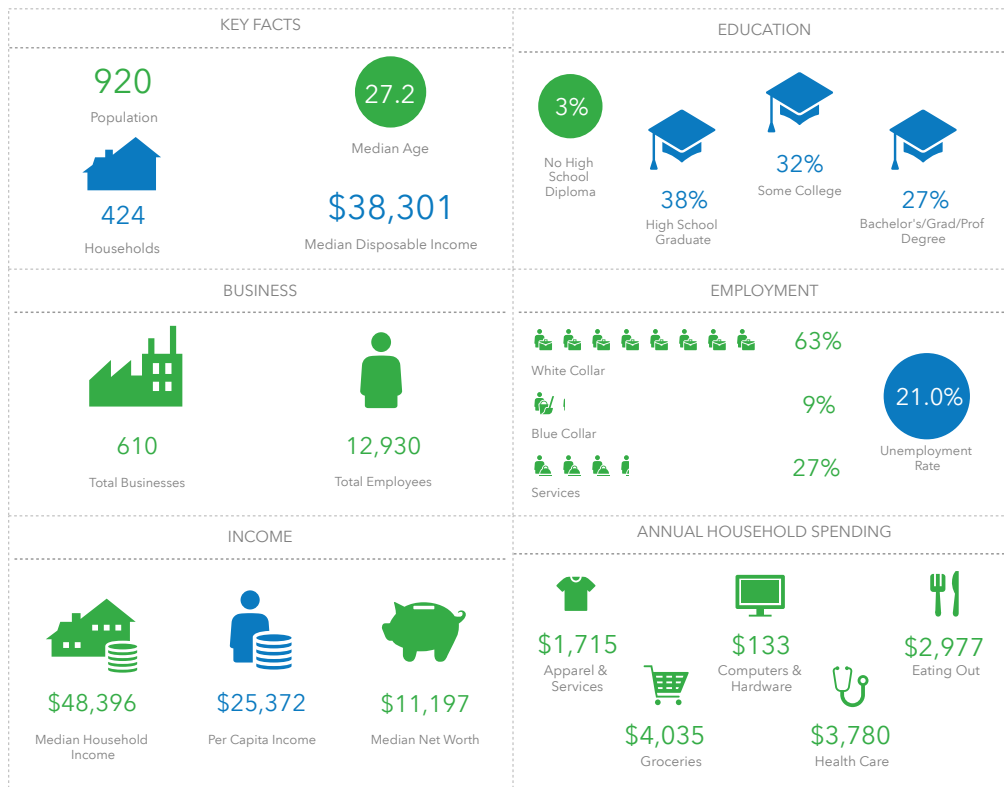 KEY FACTS
920
Population
27.2
Median Age
424
Households
$38,301
Median Disposable Income
EDUCATION
3%
No High
School
Diploma
38%
High School
Graduate
32%
Some College
27%
Bachelor's/Grad/Prof
Degree
BUSINESS
610
Total Businesses
12,930
Total Employees
EMPLOYMENT
63%
White Collar
9%
Blue Collar
27%
Services
21.0%
Unemployment
Rate
INCOME
$48,396
Median Household
Income
$25,372
Per Capita Income
$11,197
Median Net Worth
ANNUAL HOUSEHOLD SPENDING
$1,715
Apparel &
Services
$133
Computers &
Hardware
$2,977
Eating Out
$4,035
Groceries
$3,780
Health Care